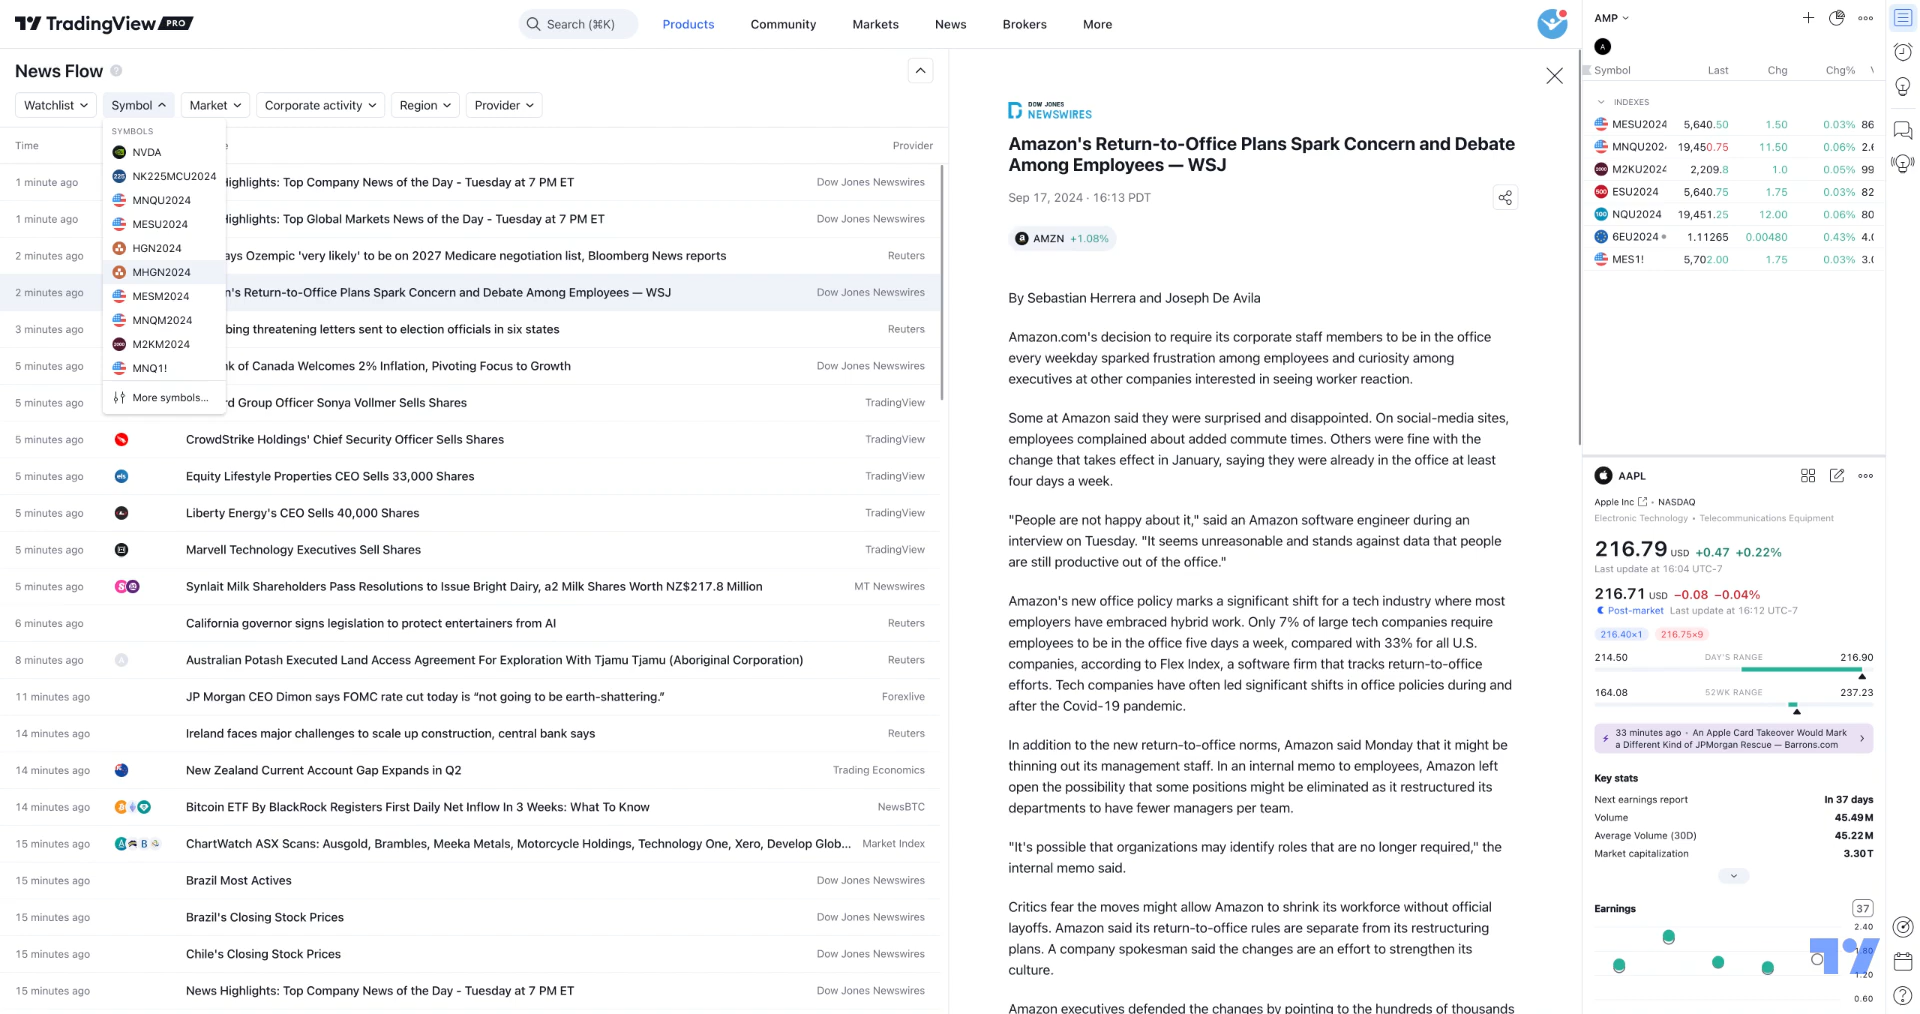 TradingView PRO
Search (⌘K)
Products
Community
Markets
News
Brokers
More
News Flow
Watchlist
Symbol
Market
Corporate activity
Region
Provider
SYMBOLS
NVDA
NK225MCU2024
MNQU2024
MESU2024
HGN2024
MHGN2024
MESM2024
MNQM2024
M2KM2024
MNQ1!
More symbols...
Time
Provider
1 minute ago
Highlights: Top Company News of the Day - Tuesday at 7 PM ET
Dow Jones Newswires
1 minute ago
Highlights: Top Global Markets News of the Day - Tuesday at 7 PM ET
Dow Jones Newswires
2 minutes ago
ays Ozempic 'very likely' to be on 2027 Medicare negotiation list, Bloomberg News reports
Reuters
2 minutes ago
n's Return-to-Office Plans Spark Concern and Debate Among Employees — WSJ
Dow Jones Newswires
3 minutes ago
bing threatening letters sent to election officials in six states
Reuters
5 minutes ago
k of Canada Welcomes 2% Inflation, Pivoting Focus to Growth
Dow Jones Newswires
5 minutes ago
rd Group Officer Sonya Vollmer Sells Shares
TradingView
5 minutes ago
CrowdStrike Holdings' Chief Security Officer Sells Shares
TradingView
5 minutes ago
Equity Lifestyle Properties CEO Sells 33,000 Shares
TradingView
5 minutes ago
Liberty Energy's CEO Sells 40,000 Shares
TradingView
5 minutes ago
Marvell Technology Executives Sell Shares
TradingView
5 minutes ago
Synlait Milk Shareholders Pass Resolutions to Issue Bright Dairy, a2 Milk Shares Worth NZ$217.8 Million
MT Newswires
6 minutes ago
California governor signs legislation to protect entertainers from AI
Reuters
8 minutes ago
Australian Potash Executed Land Access Agreement For Exploration With Tjamu Tjamu (Aboriginal Corporation)
Reuters
11 minutes ago
JP Morgan CEO Dimon says FOMC rate cut today is “not going to be earth-shattering.”
Forexlive
14 minutes ago
Ireland faces major challenges to scale up construction, central bank says
Reuters
14 minutes ago
New Zealand Current Account Gap Expands in Q2
Trading Economics
14 minutes ago
Bitcoin ETF By BlackRock Registers First Daily Net Inflow In 3 Weeks: What To Know
NewsBTC
15 minutes ago
ChartWatch ASX Scans: Ausgold, Brambles, Meeka Metals, Motorcycle Holdings, Technology One, Xero, Develop Glob...
Market Index
15 minutes ago
Brazil Most Actives
Dow Jones Newswires
15 minutes ago
Brazil's Closing Stock Prices
Dow Jones Newswires
15 minutes ago
Chile's Closing Stock Prices
Dow Jones Newswires
15 minutes ago
News Highlights: Top Company News of the Day - Tuesday at 7 PM ET
Dow Jones Newswires
DOW JONES
NEWSWIRES
Amazon's Return-to-Office Plans Spark Concern and Debate
Among Employees — WSJ
Sep 17, 2024 · 16:13 PDT
AMZN +1.08%
By Sebastian Herrera and Joseph De Avila
Amazon.com's decision to require its corporate staff members to be in the office
every weekday sparked frustration among employees and curiosity among
executives at other companies interested in seeing worker reaction.
Some at Amazon said they were surprised and disappointed. On social-media sites,
employees complained about added commute times. Others were fine with the
change that takes effect in January, saying they were already in the office at least
four days a week.
"People are not happy about it," said an Amazon software engineer during an
interview on Tuesday. "It seems unreasonable and stands against data that people
are still productive out of the office."
Amazon's new office policy marks a significant shift for a tech industry where most
employers have embraced hybrid work. Only 7% of large tech companies require
employees to be in the office five days a week, compared with 33% for all U.S.
companies, according to Flex Index, a software firm that tracks return-to-office
efforts. Tech companies have often led significant shifts in office policies during and
after the Covid-19 pandemic.
In addition to the new return-to-office norms, Amazon said Monday that it might be
thinning out its management staff. In an internal memo to employees, Amazon left
open the possibility that some positions might be eliminated as it restructured its
departments to have fewer managers per team.
"It's possible that organizations may identify roles that are no longer required," the
internal memo said.
Critics fear the moves might allow Amazon to shrink its workforce without official
layoffs. Amazon said its return-to-office rules are separate from its restructuring
plans. A company spokesman said the changes are an effort to strengthen its
culture.
Amazon executives defended the changes by pointing to the hundreds of thousands
AMP
A
Symbol Last Chg Chg%
INDEXES
MESU2024 5,640.50 1.50 0.03% 86
MNQU202 19,450.75 11.50 0.06% 2.6
M2KU2024 2,209.8 1.0 0.05% 99
ESU2024 5,640.75 1.75 0.03% 82
NQU2024 19,451.25 12.00 0.06% 80
6EU2024 1.11265 0.00480 0.43% 4.0
MES1! 5,702.00 1.75 0.03% 3.0
AAPL
Apple Inc · NASDAQ
Electronic Technology • Telecommunications Equipment
216.79 USD +0.47 +0.22%
Last update at 16:04 UTC-7
216.71 USD −0.08 −0.04%
Post-market Last update at 16:12 UTC-7
216.40×1 216.75×9
214.50 DAY'S RANGE 216.90
164.08 52WK RANGE 237.23
33 minutes ago · An Apple Card Takeover Would Mark
a Different Kind of JPMorgan Rescue — Barrons.com
Key stats
Next earnings report In 37 days
Volume 45.49M
Average Volume (30D) 45.22M
Market capitalization 3.30T
Earnings 37
2.40
1.80
1.20
0.60